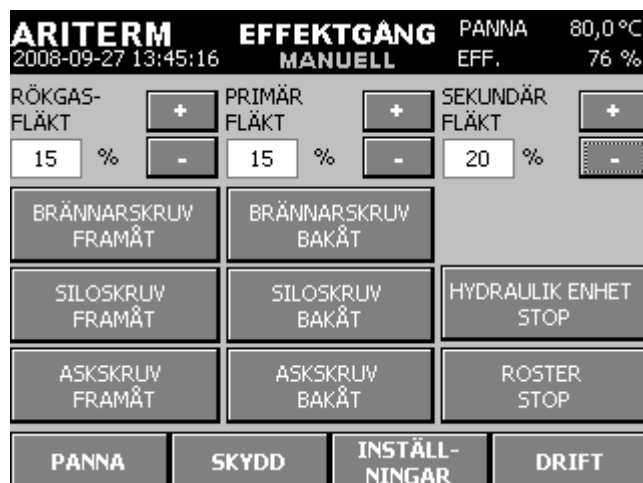 ARITERM EFFEKTGÅNG PANNA 80,0 °C
2008-09-27 13:45:16 MANUELL EFF. 76 %
RÖKGAS-
FLÄKT
+
15 %
-
PRIMÄR
FLÄKT
+
15 %
-
SEKUNDÄR
FLÄKT
+
20 %
-
BRÄNNARSKRUV
FRAMÅT
BRÄNNARSKRUV
BAKÅT
SILOSKRUV
FRAMÅT
SILOSKRUV
BAKÅT
HYDRAULIK ENHET
STOP
ASKSKRUV
FRAMÅT
ASKSKRUV
BAKÅT
ROSTER
STOP
PANNA
SKYDD
INSTÄLL-
NINGAR
DRIFT